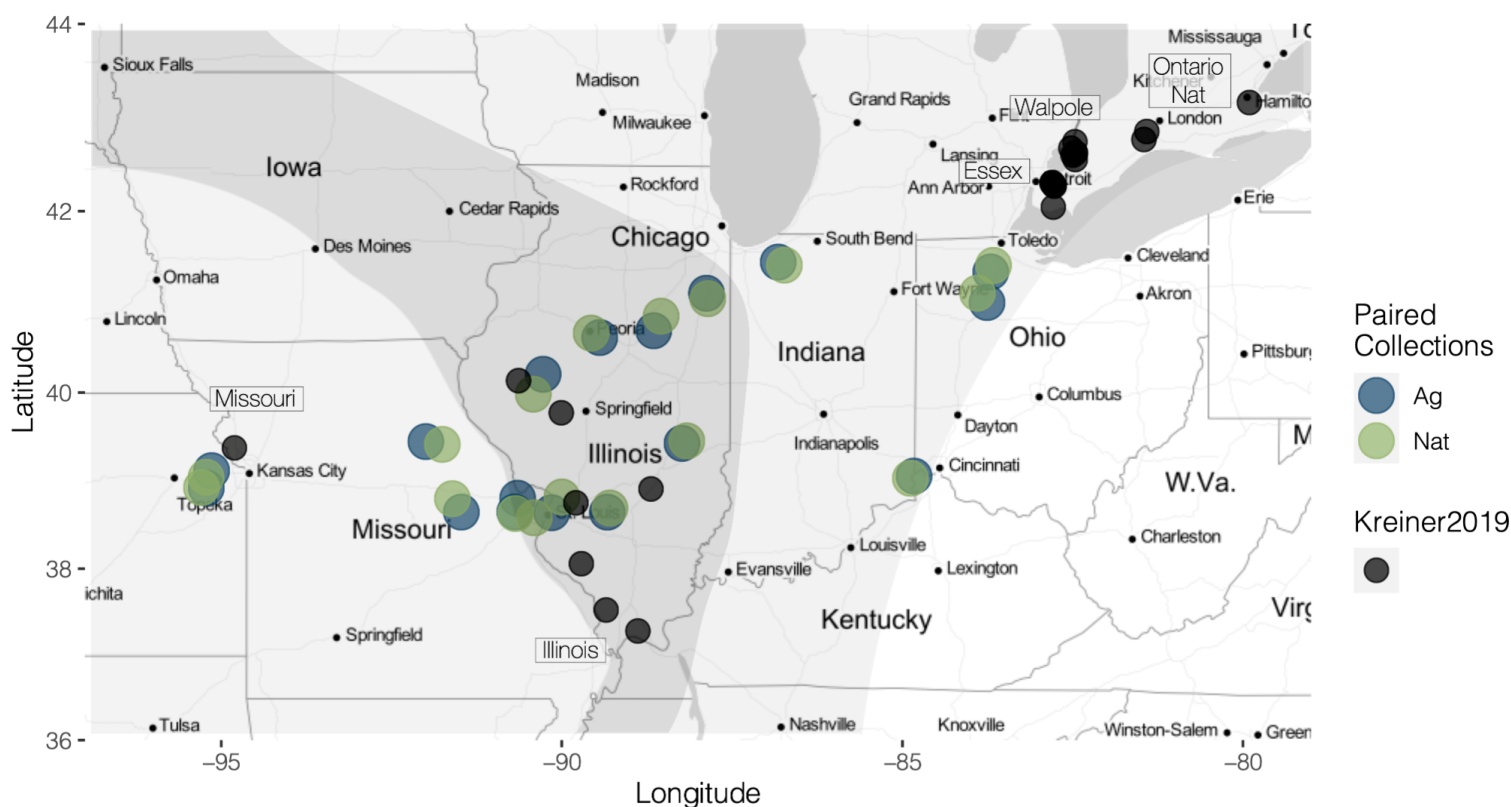 44
42
40
38
36
Latitude
Sioux Falls
Madison
Milwaukee
Grand Rapids
Mississauga
Ontario
Nat
Kitchener
Hamilto
Walpole
London
Iowa
Lansing
Essex
troit
Ann Arbor
Rockford
Erie
Cedar Rapids
Chicago
South Bend
Toledo
Des Moines
Cleveland
Omaha
Fort Wayne
Akron
Lincoln
Peoria
Indiana
Ohio
Pittsburg
Missouri
Springfield
Columbus
Dayton
Indianapolis
M
Illinois
Kansas City
Cincinnati
W.Va.
Topeka
St. Louis
Missouri
Charleston
Louisville
Evansville
Lexington
ichita
Kentucky
Virg
Springfield
Illinois
Tulsa
Nashville
Knoxville
Winston-Salem
Green
−95
−90
−85
−80
Longitude
Paired
Collections
Ag
Nat
Kreiner2019